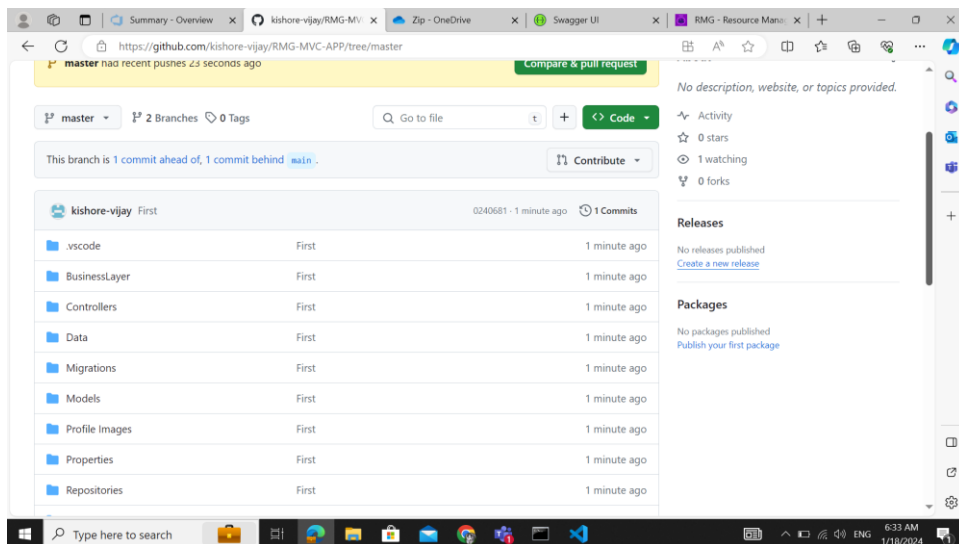 Summary - Overview
kishore-vijay/RMG-MV
Zip - OneDrive
Swagger UI
RMG - Resource Manag
https://github.com/kishore-vijay/RMG-MVC-APP/tree/master
master had recent pushes 23 seconds ago
Compare & pull request
No description, website, or topics provided.
master
2 Branches
0 Tags
Go to file
t
Code
Activity
0 stars
This branch is 1 commit ahead of, 1 commit behind main .
Contribute
1 watching
0 forks
kishore-vijay First
0240681 · 1 minute ago
1 Commits
Releases
.vscode First 1 minute ago
No releases published
Create a new release
BusinessLayer First 1 minute ago
Controllers First 1 minute ago
Packages
Data First 1 minute ago
No packages published
Publish your first package
Migrations First 1 minute ago
Models First 1 minute ago
Profile Images First 1 minute ago
Properties First 1 minute ago
Repositories First 1 minute ago
Type here to search
ENG
6:33 AM
1/18/2024